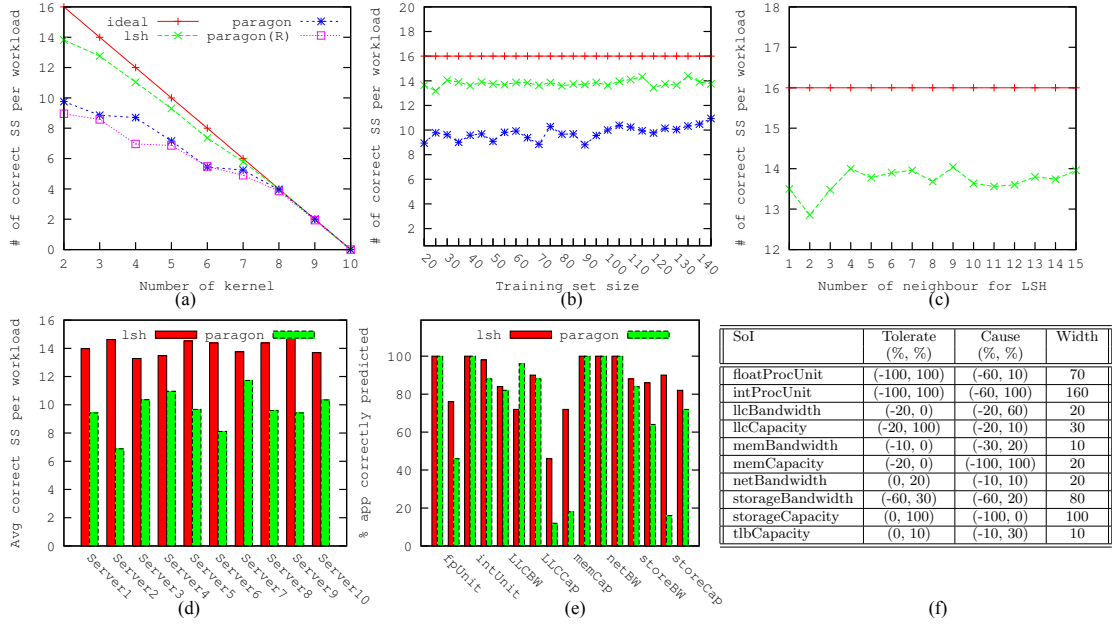 ideal
lsh
paragon
paragon(R)
# of correct SS per workload
16
14
12
10
8
6
4
2
0
2 3 4 5 6 7 8 9 10
Number of kernel
(a)
# of correct SS per workload
20
18
16
14
12
10
8
6
4
2
20 30 40 50 60 70 80 90 100 110 120 130 140
Training set size
(b)
# of correct SS per workload
18
17
16
15
14
13
12
1 2 3 4 5 6 7 8 9 10 11 12 13 14 15
Number of neighbour for LSH
(c)
lsh
paragon
Avg correct SS per workload
16
14
12
10
8
6
4
2
0
Server1 Server2 Server3 Server4 Server5 Server6 Server7 Server8 Server9 Server10
(d)
lsh
paragon
% app correctly predicted
100
80
60
40
20
0
fpUnit intUnit LLCBW LLCCap memCap netBW storeBW storeCap
(e)
SoI Tolerate Cause Width
(%, %) (%, %)
floatProcUnit (-100, 100) (-60, 10) 70
intProcUnit (-100, 100) (-60, 100) 160
llcBandwidth (-20, 0) (-20, 60) 20
llcCapacity (-20, 100) (-20, 10) 30
memBandwidth (-10, 0) (-30, 20) 10
memCapacity (-20, 0) (-100, 100) 20
netBandwidth (0, 20) (-10, 10) 20
storageBandwidth (-60, 30) (-60, 20) 80
storageCapacity (0, 100) (-100, 0) 100
tlbCapacity (0, 10) (-10, 30) 10
(f)